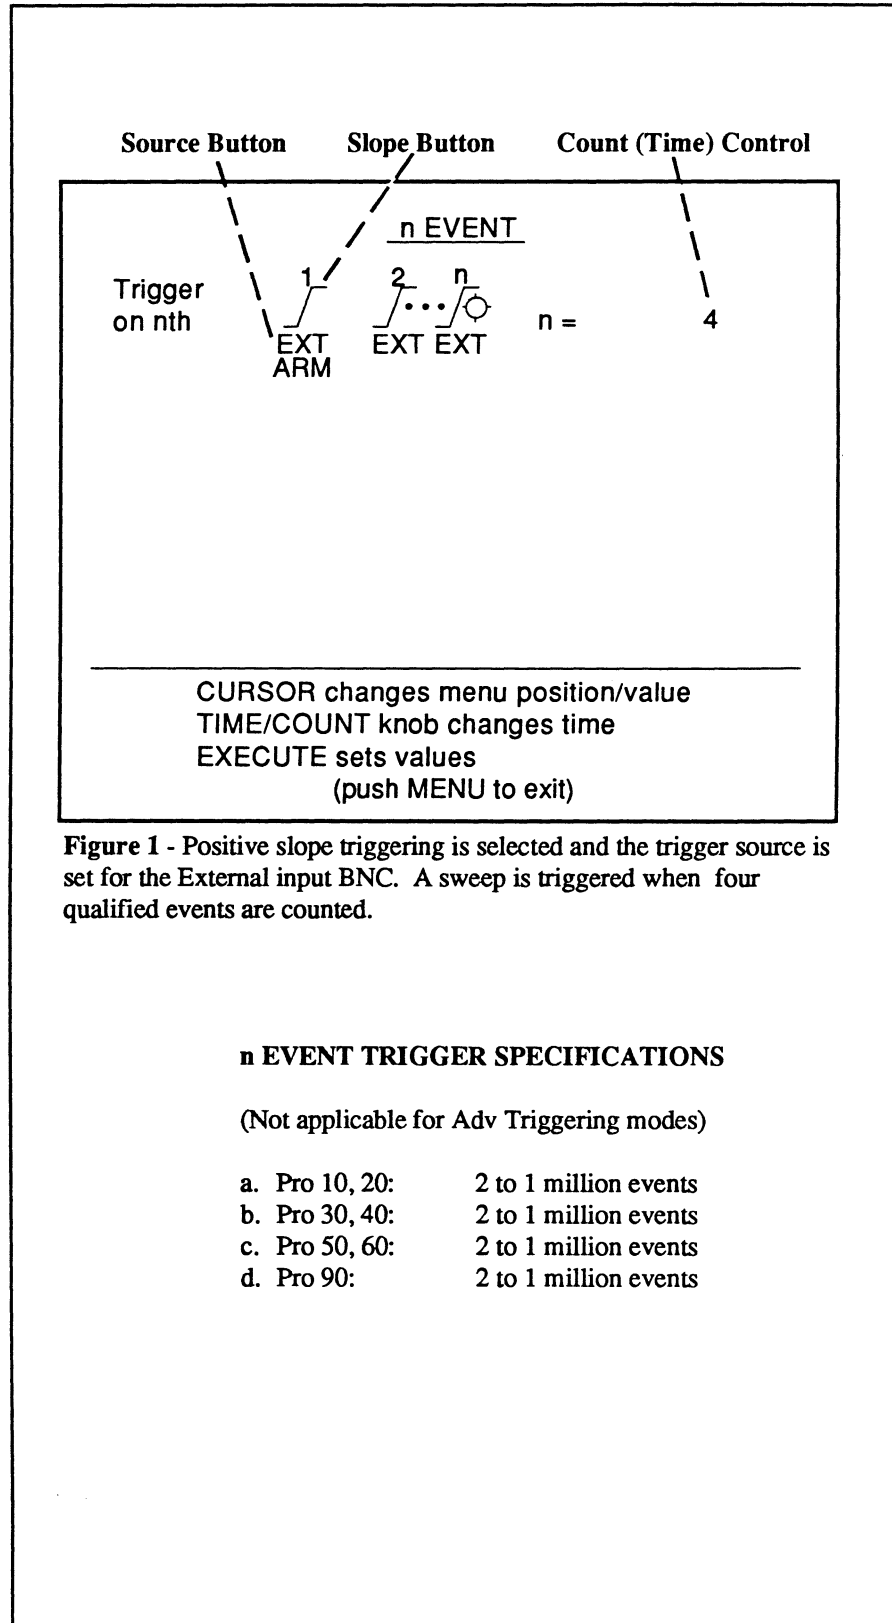 Source Button Slope Button Count (Time) Control
n EVENT
Trigger
on nth
1 2 n
EXT EXT EXT
ARM
n = 4
CURSOR changes menu position/value
TIME/COUNT knob changes time
EXECUTE sets values
(push MENU to exit)
Figure 1 - Positive slope triggering is selected and the trigger source is
set for the External input BNC. A sweep is triggered when four
qualified events are counted.
n EVENT TRIGGER SPECIFICATIONS
(Not applicable for Adv Triggering modes)
a. Pro 10, 20: 2 to 1 million events
b. Pro 30, 40: 2 to 1 million events
c. Pro 50, 60: 2 to 1 million events
d. Pro 90: 2 to 1 million events